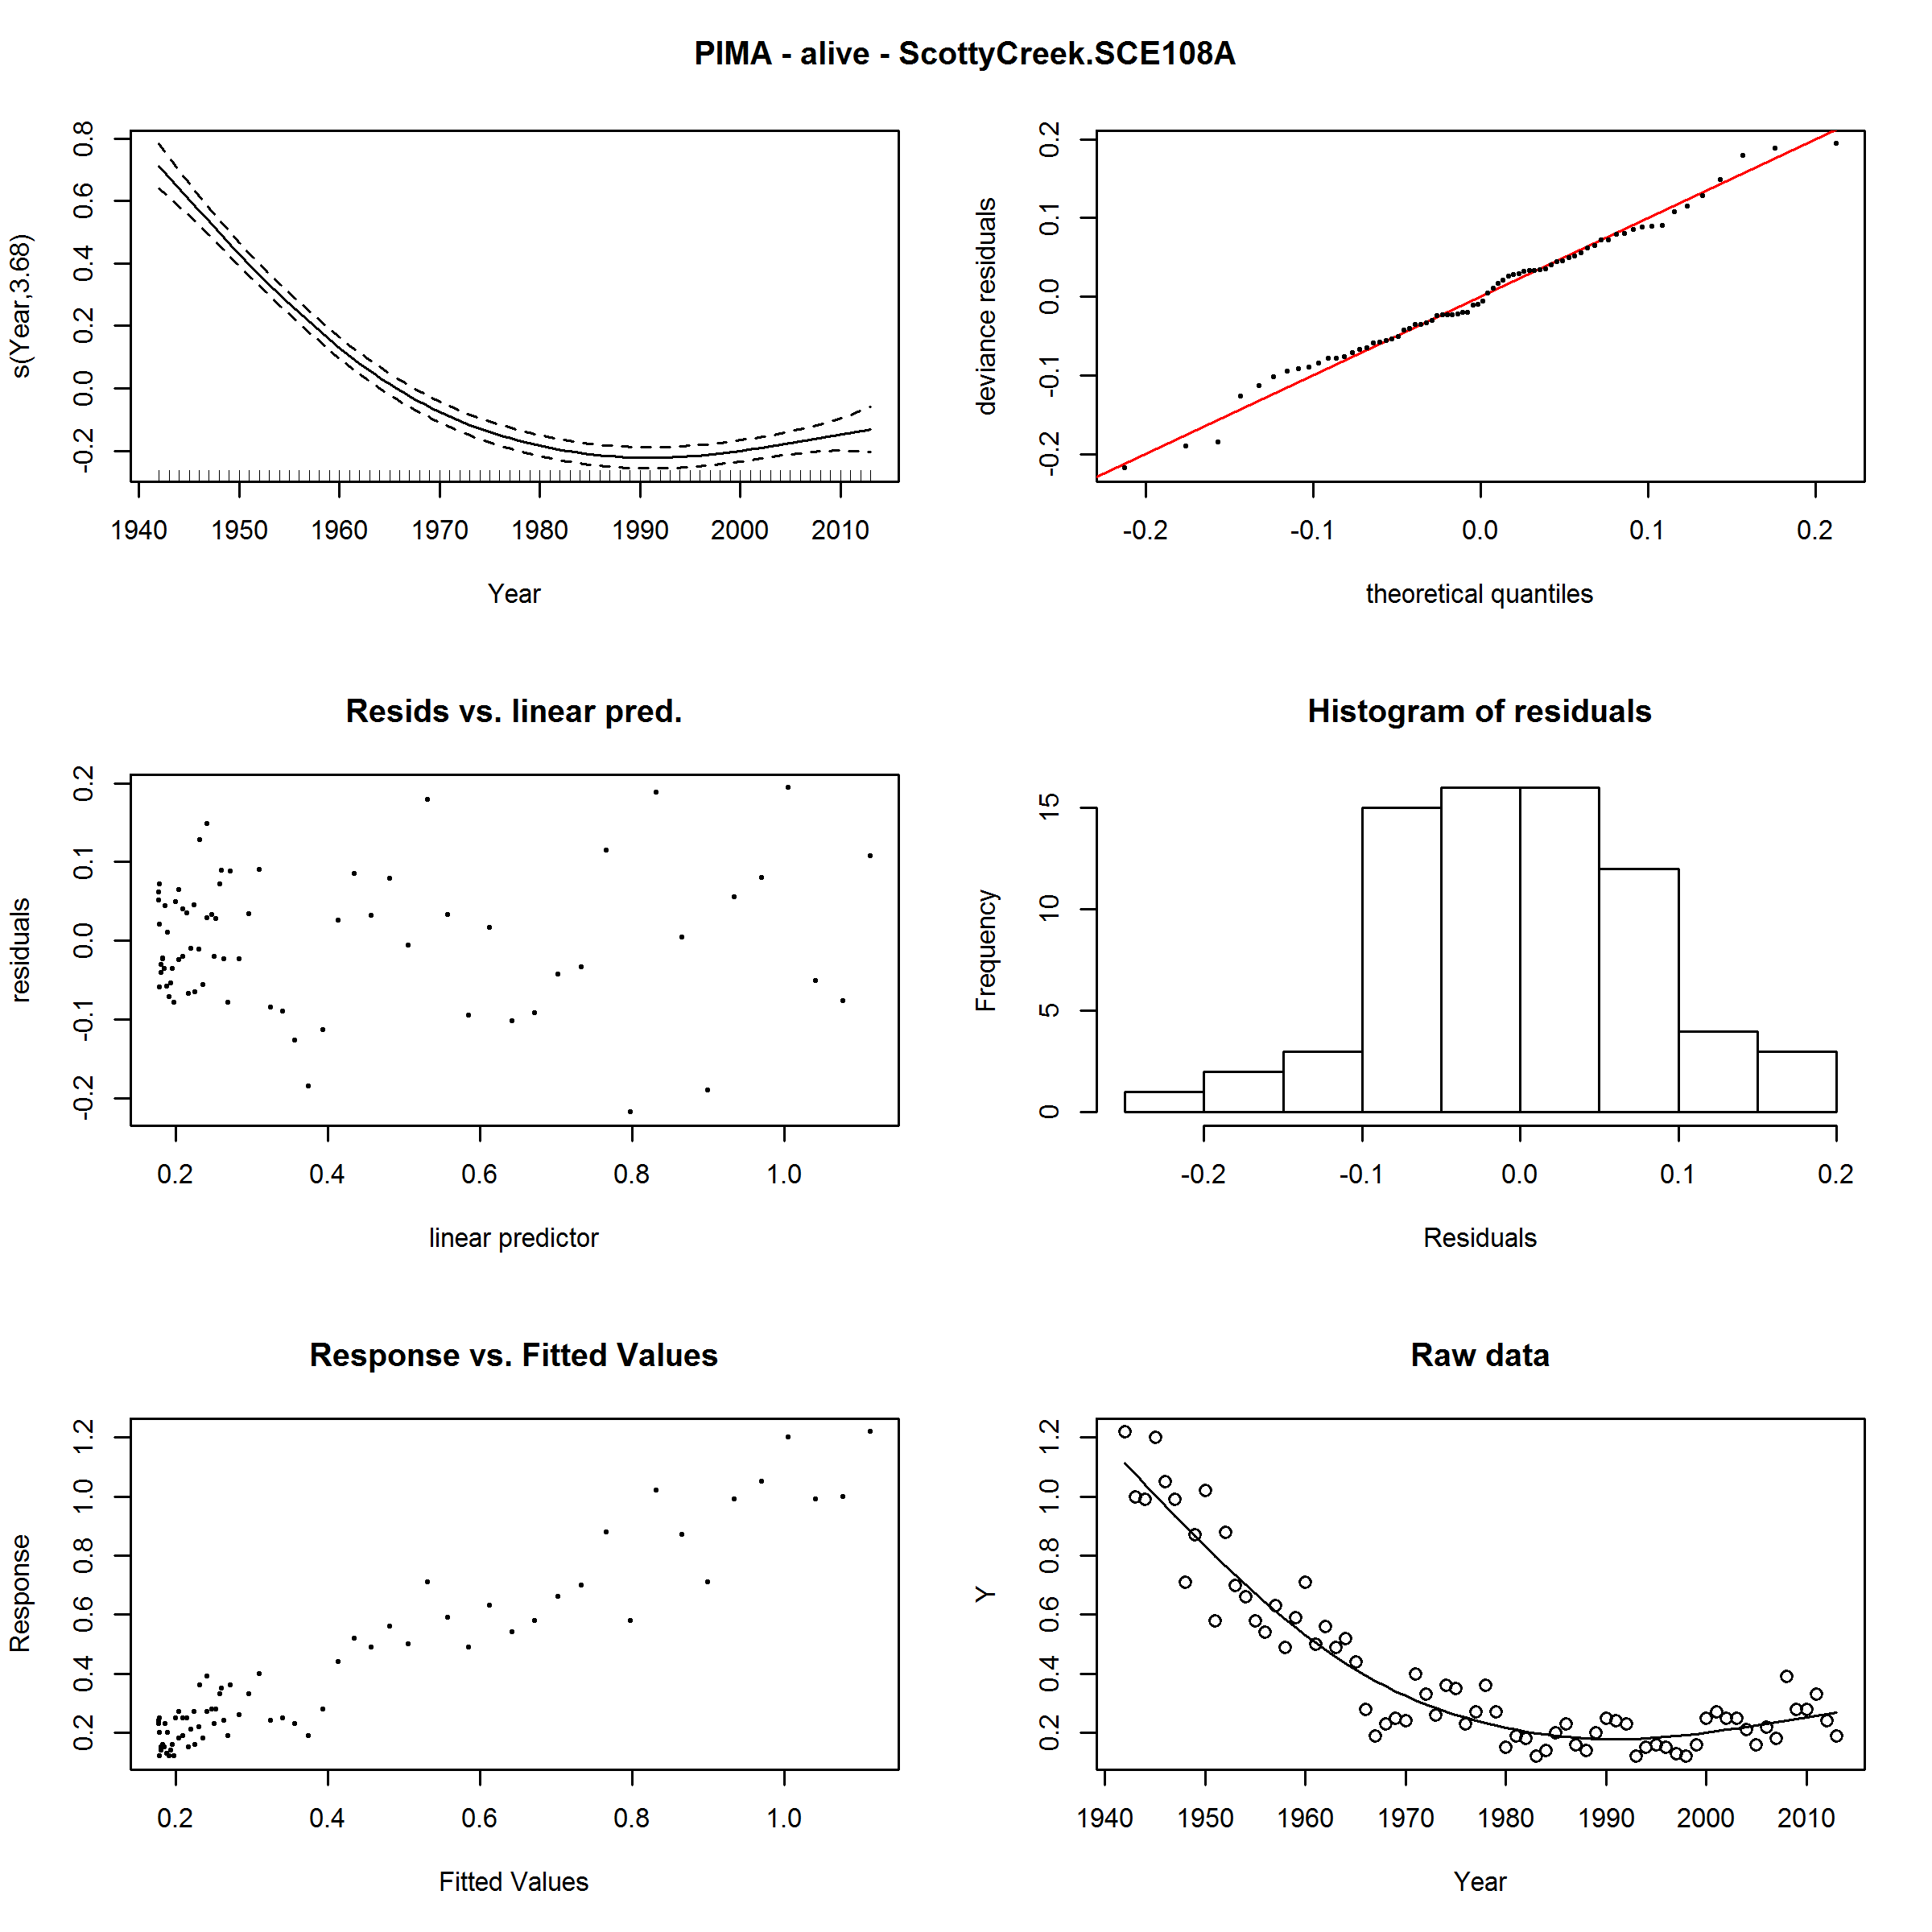 PIMA - alive - ScottyCreek.SCE108A
s(Year,3.68)
-0.2 0.0 0.2 0.4 0.6 0.8
1940 1950 1960 1970 1980 1990 2000 2010
Year
deviance residuals
-0.2 -0.1 0.0 0.1 0.2
-0.2 -0.1 0.0 0.1 0.2
theoretical quantiles
Resids vs. linear pred.
residuals
-0.2 -0.1 0.0 0.1 0.2
0.2 0.4 0.6 0.8 1.0
linear predictor
Histogram of residuals
Frequency
0 5 10 15
-0.2 -0.1 0.0 0.1 0.2
Residuals
Response vs. Fitted Values
Response
0.2 0.4 0.6 0.8 1.0 1.2
0.2 0.4 0.6 0.8 1.0
Fitted Values
Raw data
Y
0.2 0.4 0.6 0.8 1.0 1.2
1940 1950 1960 1970 1980 1990 2000 2010
Year